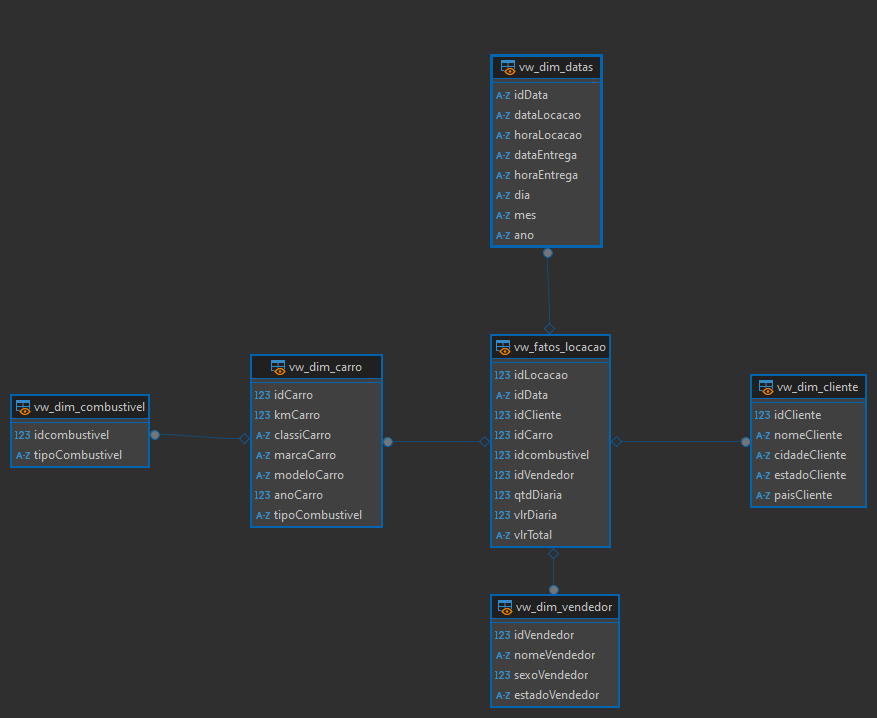 vw_dim_datas
A-Z idData
A-Z dataLocacao
A-Z horaLocacao
A-Z dataEntrega
A-Z horaEntrega
A-Z dia
A-Z mes
A-Z ano
vw_dim_combustivel
123 idcombustivel
A-Z tipoCombustivel
vw_dim_carro
123 idCarro
123 kmCarro
A-Z classiCarro
A-Z marcaCarro
A-Z modeloCarro
123 anoCarro
A-Z tipoCombustivel
vw_fatos_locacao
123 idLocacao
A-Z idData
123 idCliente
123 idCarro
123 idcombustivel
123 idVendedor
123 qtdDiaria
123 vlrDiaria
A-Z vlrTotal
vw_dim_cliente
123 idCliente
A-Z nomeCliente
A-Z cidadeCliente
A-Z estadoCliente
A-Z paisCliente
vw_dim_vendedor
123 idVendedor
A-Z nomeVendedor
123 sexoVendedor
A-Z estadoVendedor